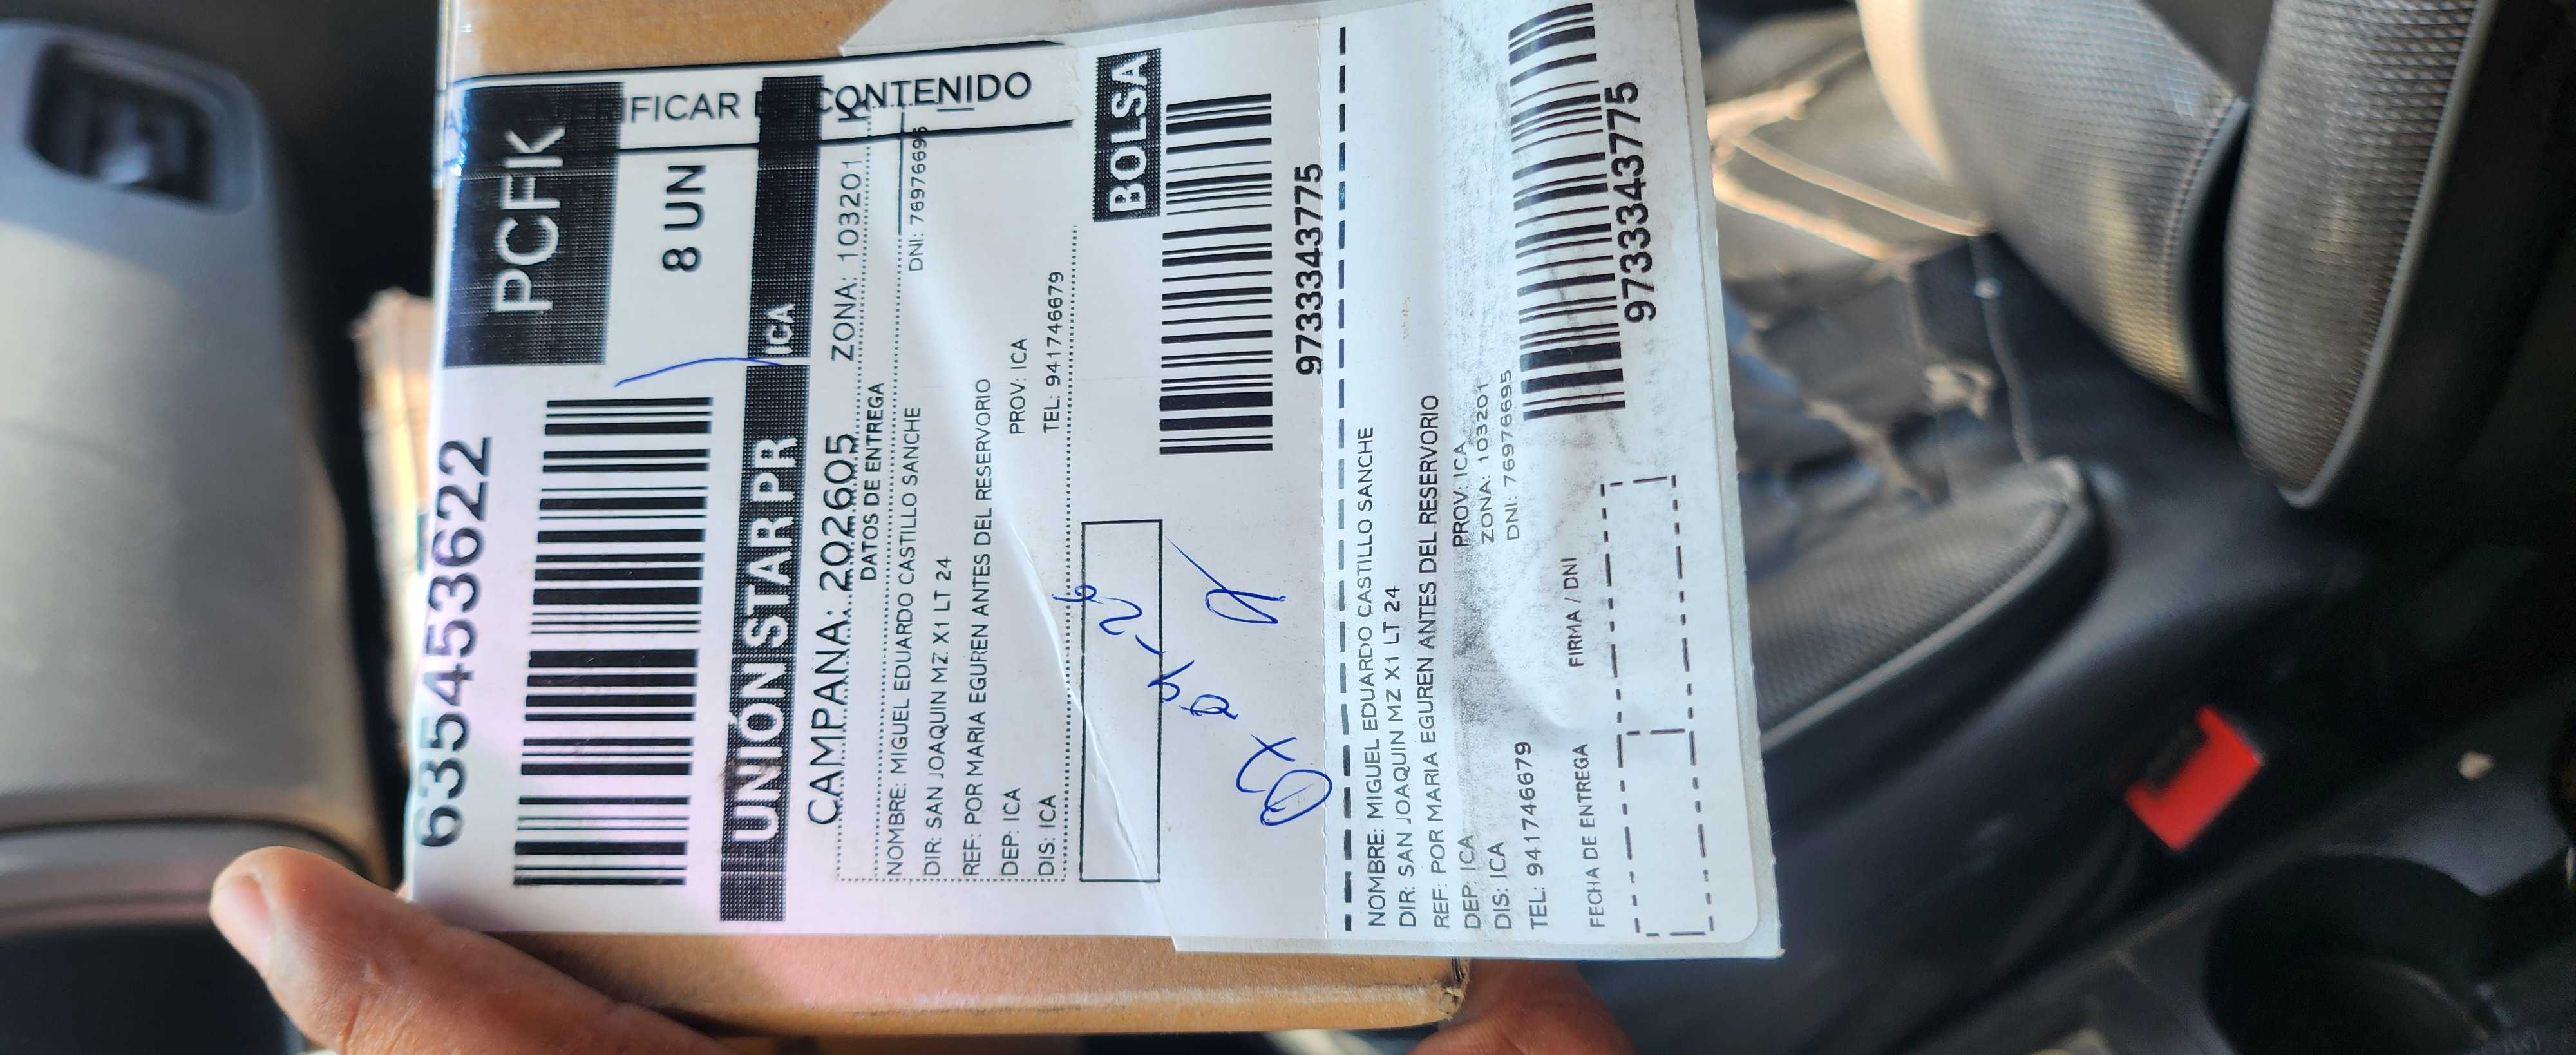 635453622
PCFK
IFICAR E CONTENIDO
8 UN
UNIÓN STAR PR ICA
CAMPANA: 202605 ZONA: 103201
DATOS DE ENTREGA
NOMBRE: MIGUEL EDUARDO CASTILLO SANCHE DNI: 76976695
DIR: SAN JOAQUIN MZ X1 LT 24
REF: POR MARIA EGUREN ANTES DEL RESERVORIO
DEP: ICA PROV: ICA
DIS: ICA TEL: 941746679
BOLSA
9733343775
NOMBRE: MIGUEL EDUARDO CASTILLO SANCHE
DIR: SAN JOAQUIN MZ X1 LT 24
REF: POR MARIA EGUREN ANTES DEL RESERVORIO
DEP: ICA PROV: ICA
DIS: ICA ZONA: 103201
TEL: 941746679 DNI: 76976695
9733343775
FECHA DE ENTREGA FIRMA / DNI